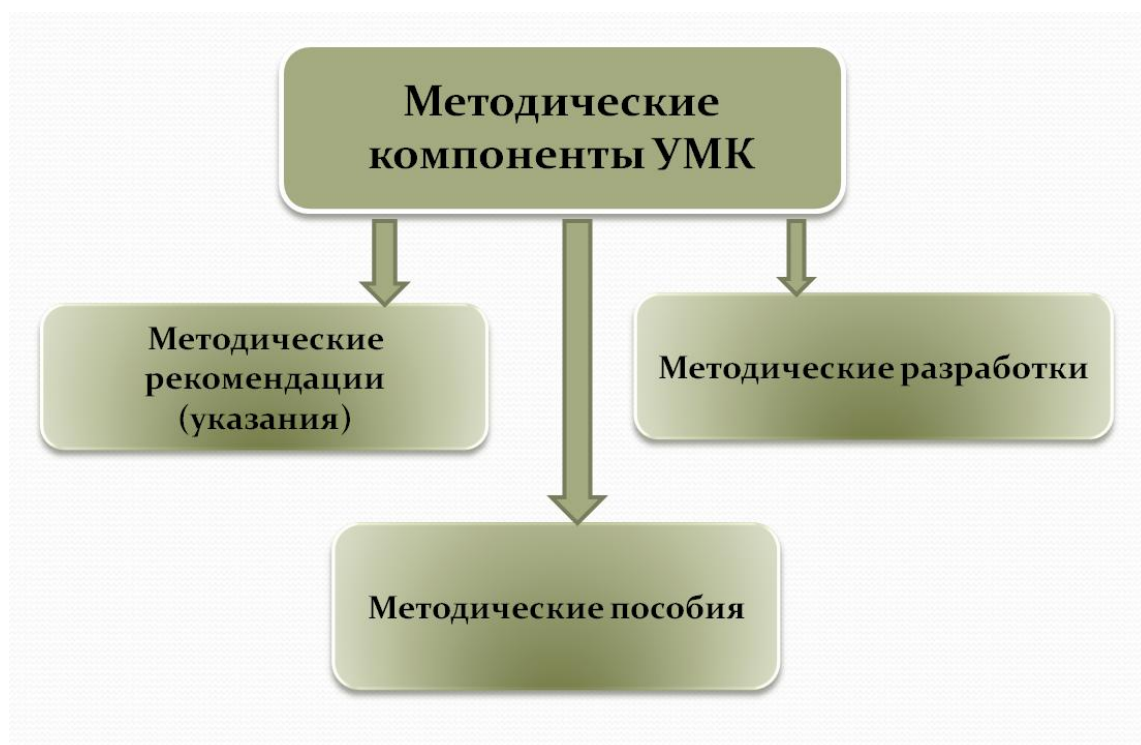 Методические
компоненты УМК
Методические
рекомендации
(указания)
Методические разработки
Методические пособия